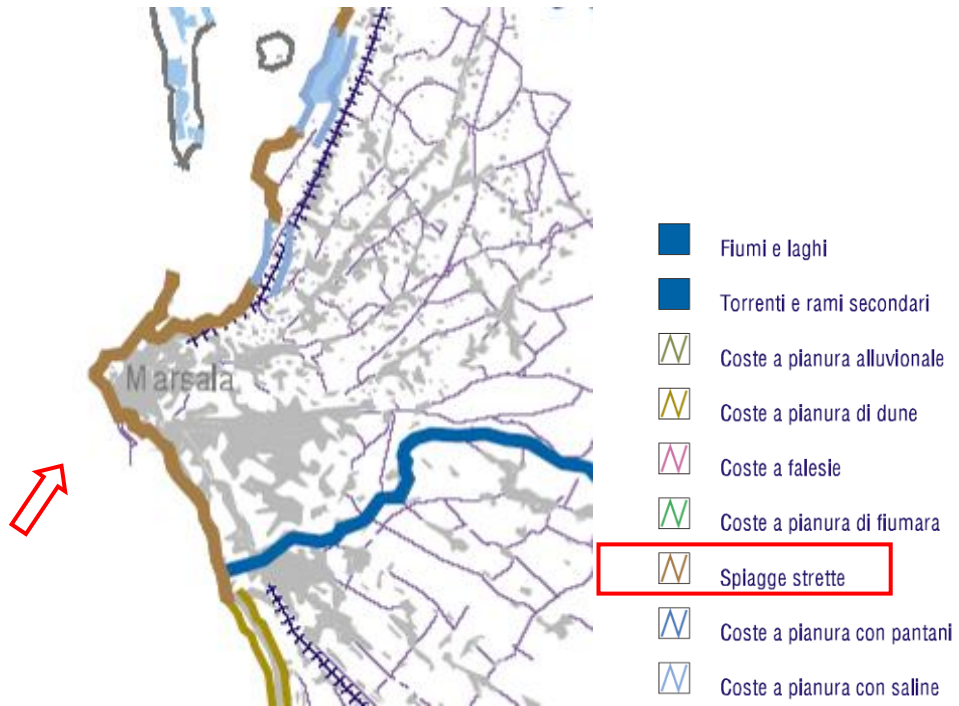 Marsala
Fiumi e laghi
Torrenti e rami secondari
Coste a pianura alluvionale
Coste a pianura di dune
Coste a falesie
Coste a pianura di fiumara
Spiagge strette
Coste a pianura con pantani
Coste a pianura con saline